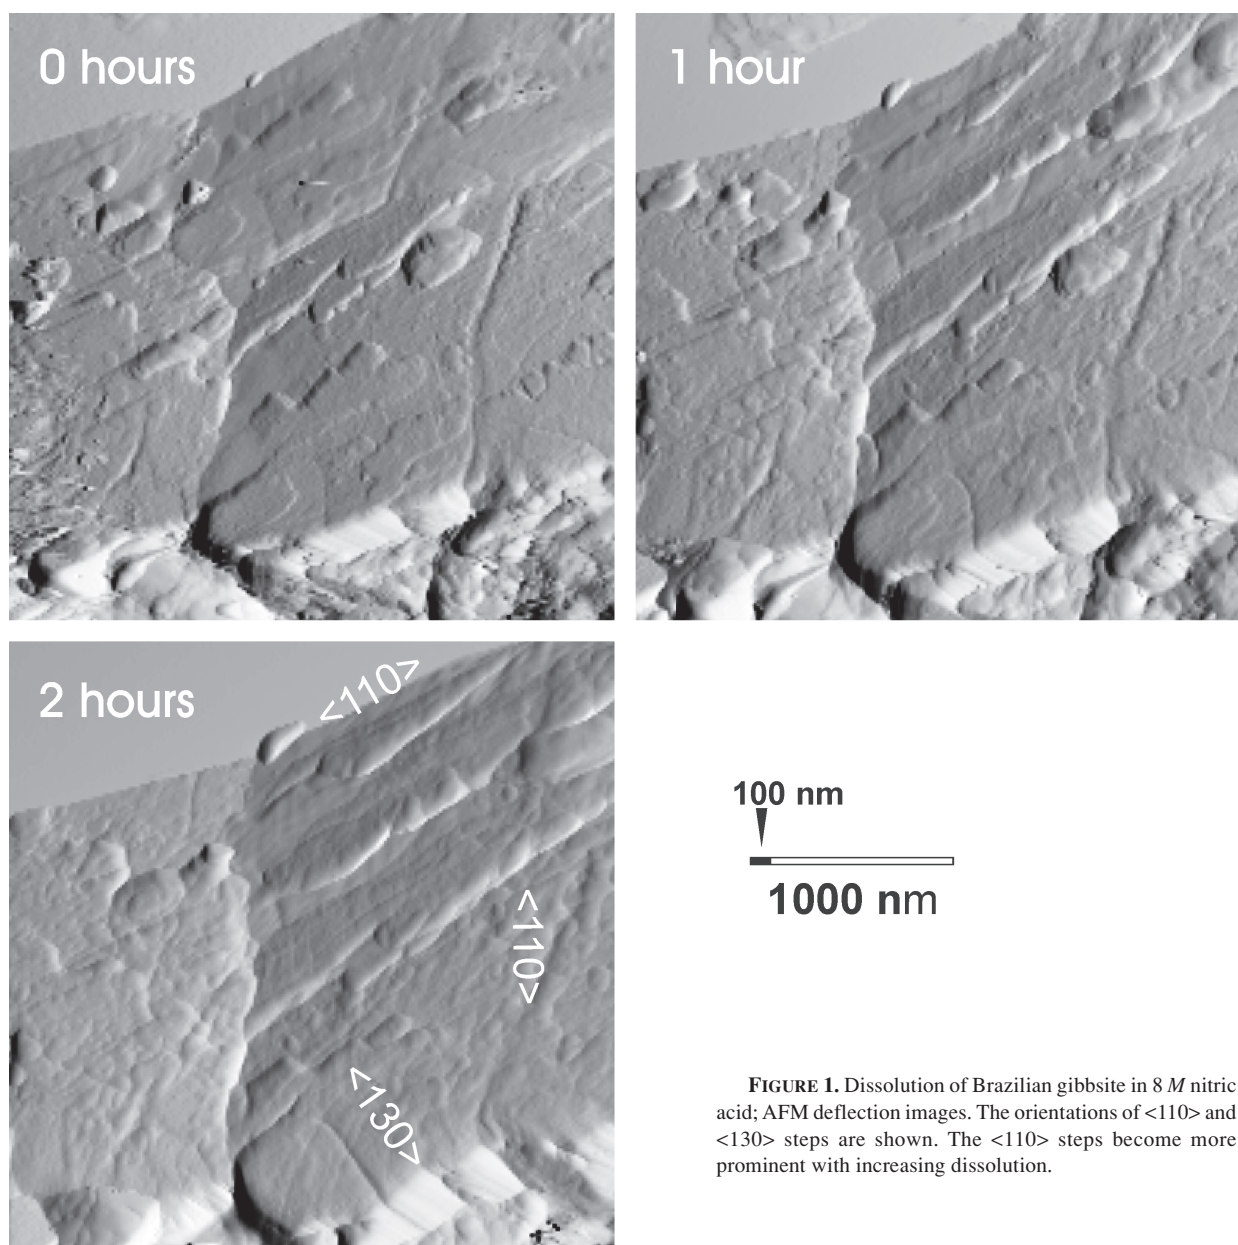 0 hours
1 hour
2 hours
<110>
<110>
<130>
100 nm
1000 nm
FIGURE 1. Dissolution of Brazilian gibbsite in 8 M nitric
acid; AFM deflection images. The orientations of <110> and
<130> steps are shown. The <110> steps become more
prominent with increasing dissolution.